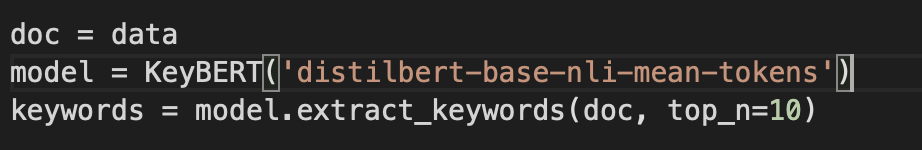 doc = data
model = KeyBERT('distilbert-base-nli-mean-tokens')
keywords = model.extract_keywords(doc, top_n=10)